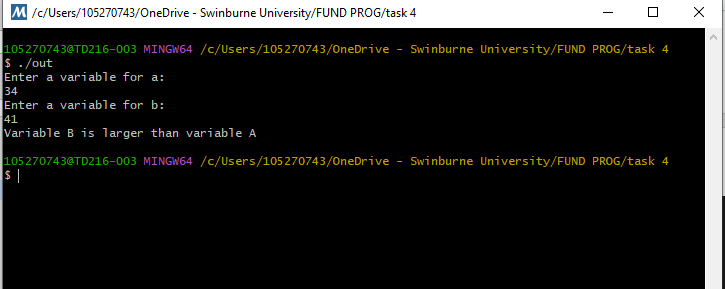 M /c/Users/105270743/OneDrive - Swinburne University/FUND PROG/task 4
105270743@TD216-003 MINGW64 /c/Users/105270743/OneDrive - Swinburne University/FUND PROG/task 4
$ ./out
Enter a variable for a:
34
Enter a variable for b:
41
Variable B is larger than variable A
105270743@TD216-003 MINGW64 /c/Users/105270743/OneDrive - Swinburne University/FUND PROG/task 4
$